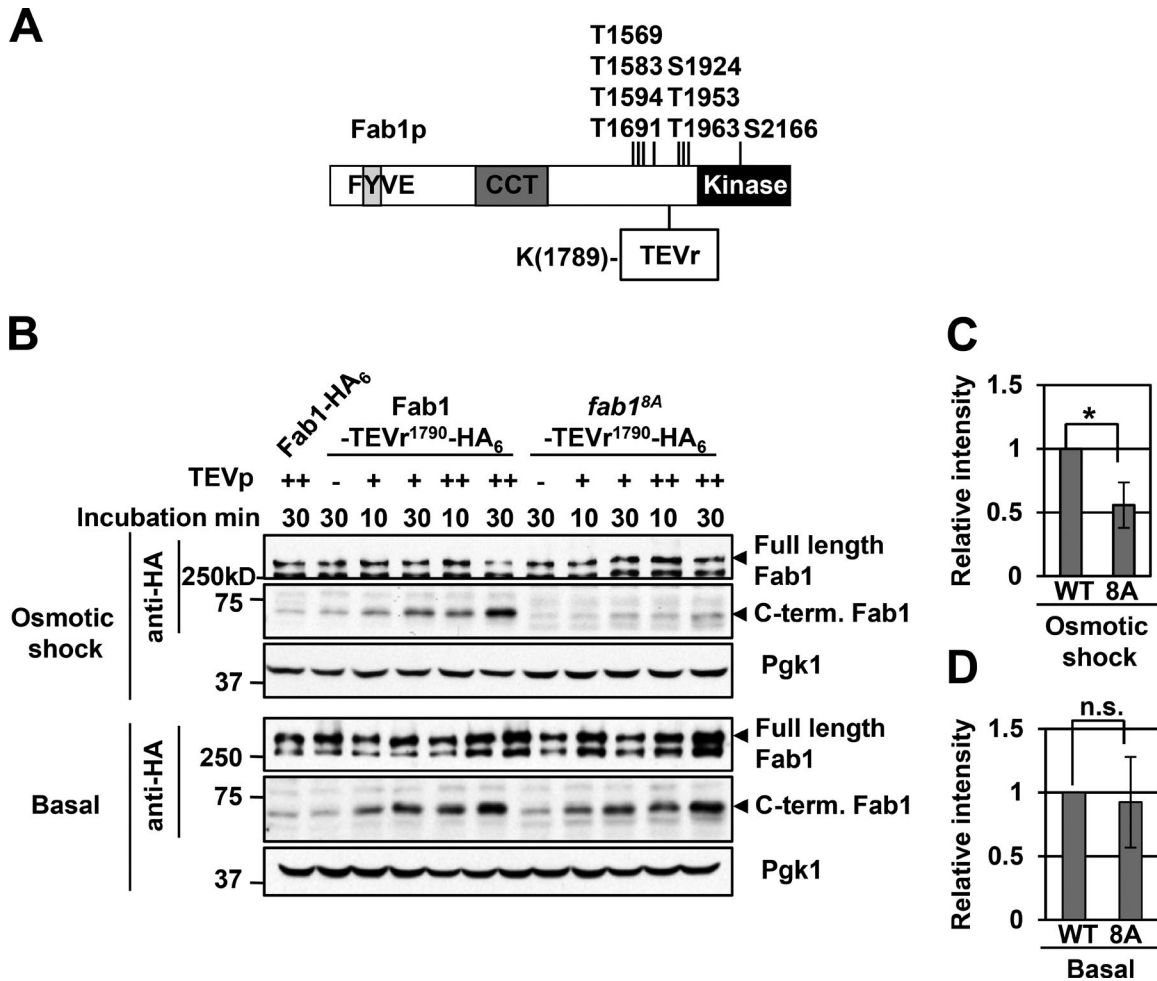 A
T1569
T1583 S1924
T1594 T1953
T1691 T1963 S2166
Fab1p
FYVE CCT Kinase
K(1789)- TEVr
B
Fab1-HA6
Fab1 fab18A
-TEVr1790-HA6 -TEVr1790-HA6
TEVp ++ - + + ++ ++ - + + ++ ++
Incubation min 30 30 10 30 10 30 30 10 30 10 30
Osmotic
shock
anti-HA
250kD
Full length
Fab1
75
C-term. Fab1
37
Pgk1
Basal
anti-HA
250
Full length
Fab1
75
C-term. Fab1
37
Pgk1
C
Relative intensity
1.5
1
0.5
0
*
WT 8A
Osmotic
shock
D
Relative intensity
1.5
1
0.5
0
n.s.
WT 8A
Basal